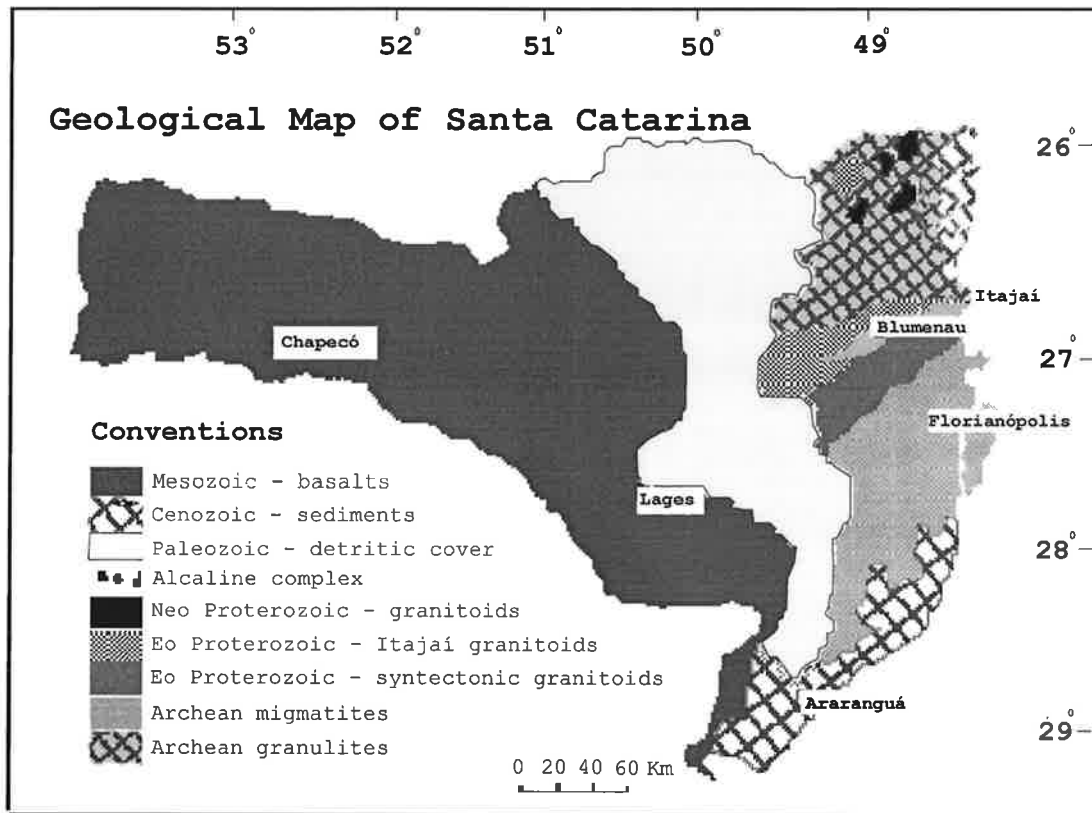 53° 52° 51° 50° 49°
Geological Map of Santa Catarina
26°
Itajaí
Blumenau
Chapecó
27°
Florianópolis
Conventions
Mesozoic - basalts
Cenozoic - sediments
Paleozoic - detritic cover
Alcaline complex
Neo Proterozoic - granitoids
Eo Proterozoic - Itajaí granitoids
Eo Proterozoic - syntectonic granitoids
Archean migmatites
Archean granulites
Lages
28°
Araranguá
29°
0 20 40 60 Km